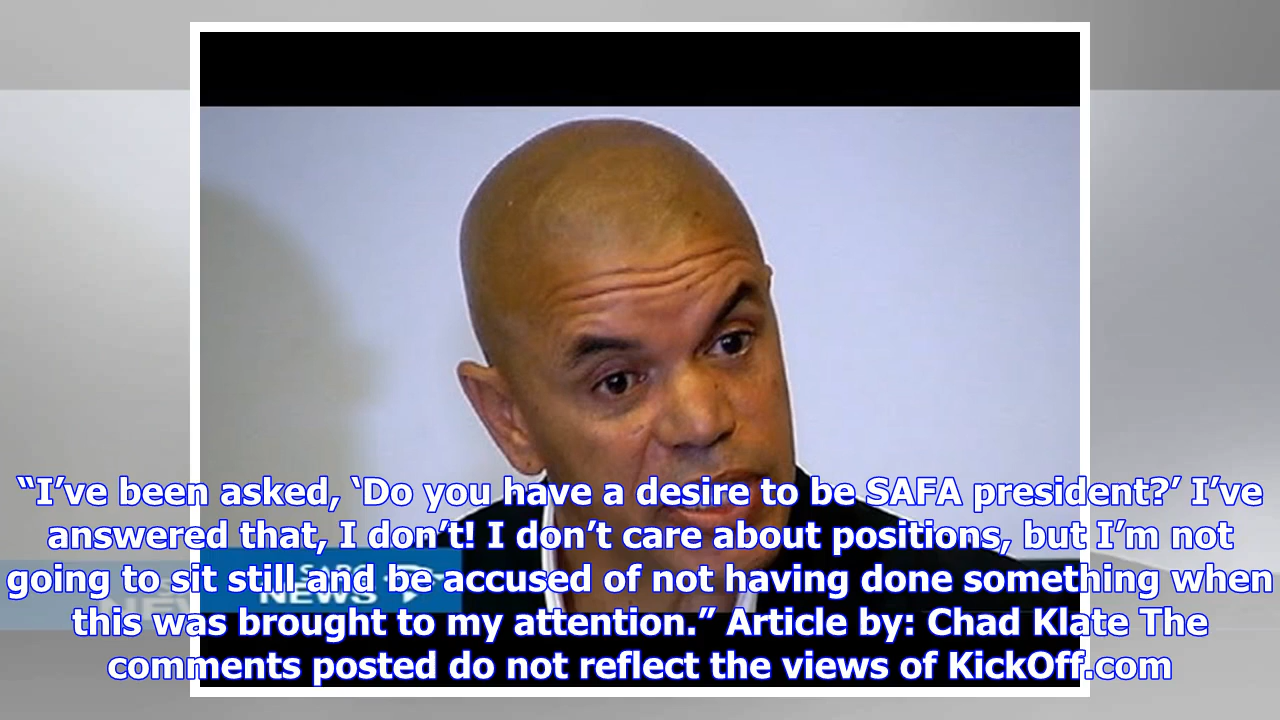 “I’ve been asked, ‘Do you have a desire to be SAFA president?’ I’ve
answered that, I don’t! I don’t care about positions, but I’m not
going to sit still and be accused of not having done something when
this was brought to my attention.” Article by: Chad Klate The
comments posted do not reflect the views of KickOff.com
SABC
NEWS